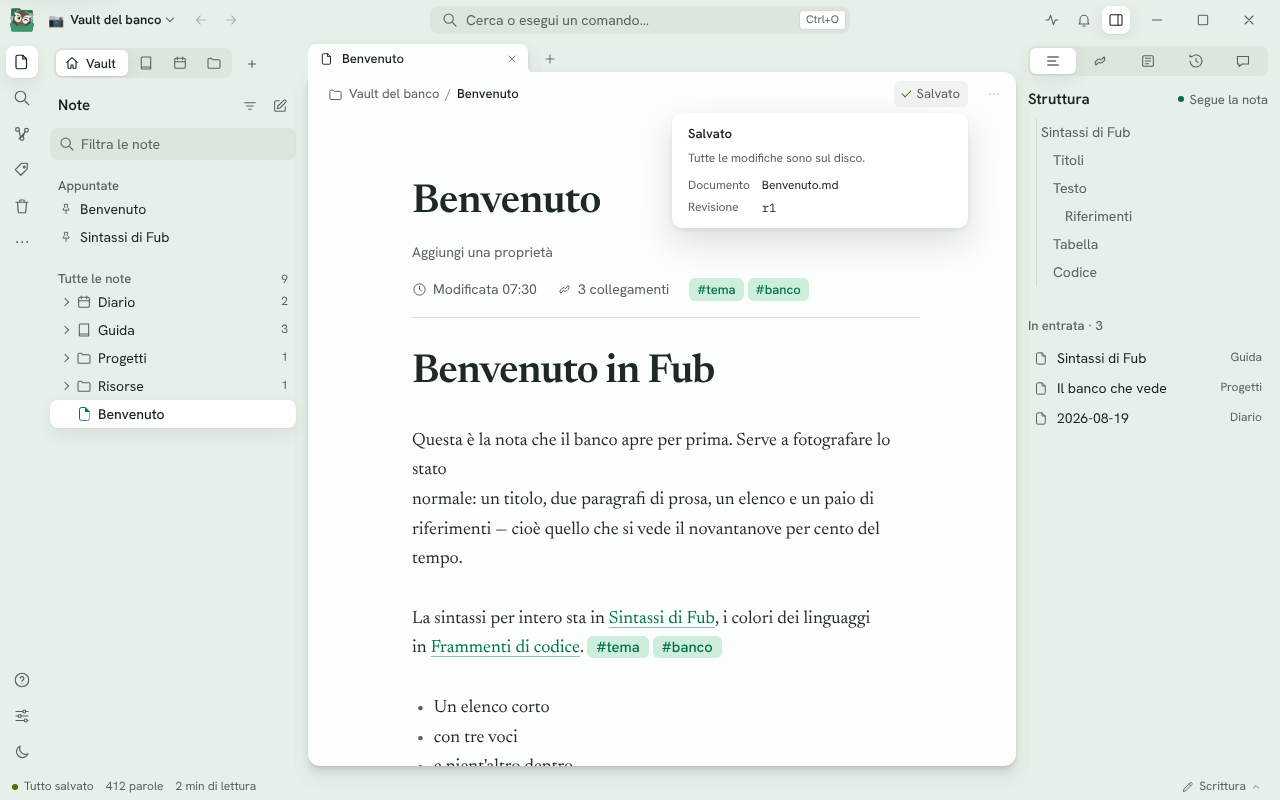 Vault del banco
Cerca o esegui un comando…
Ctrl+O
Vault
Note
Filtra le note
Appuntate
Benvenuto
Sintassi di Fub
Tutte le note 9
Diario 2
Guida 3
Progetti 1
Risorse 1
Benvenuto
Benvenuto
Vault del banco / Benvenuto
Salvato
Salvato
Tutte le modifiche sono sul disco.
Documento Benvenuto.md
Revisione r1
Benvenuto
Aggiungi una proprietà
Modificata 07:30 3 collegamenti #tema #banco
Benvenuto in Fub
Questa è la nota che il banco apre per prima. Serve a fotografare lo
stato
normale: un titolo, due paragrafi di prosa, un elenco e un paio di
riferimenti — cioè quello che si vede il novantanove per cento del
tempo.
La sintassi per intero sta in Sintassi di Fub, i colori dei linguaggi
in Frammenti di codice. #tema #banco
• Un elenco corto
• con tre voci
• e nient'altro dentro
Struttura
Segue la nota
Sintassi di Fub
Titoli
Testo
Riferimenti
Tabella
Codice
In entrata · 3
Sintassi di Fub Guida
Il banco che vede Progetti
2026-08-19 Diario
Tutto salvato 412 parole 2 min di lettura
Scrittura